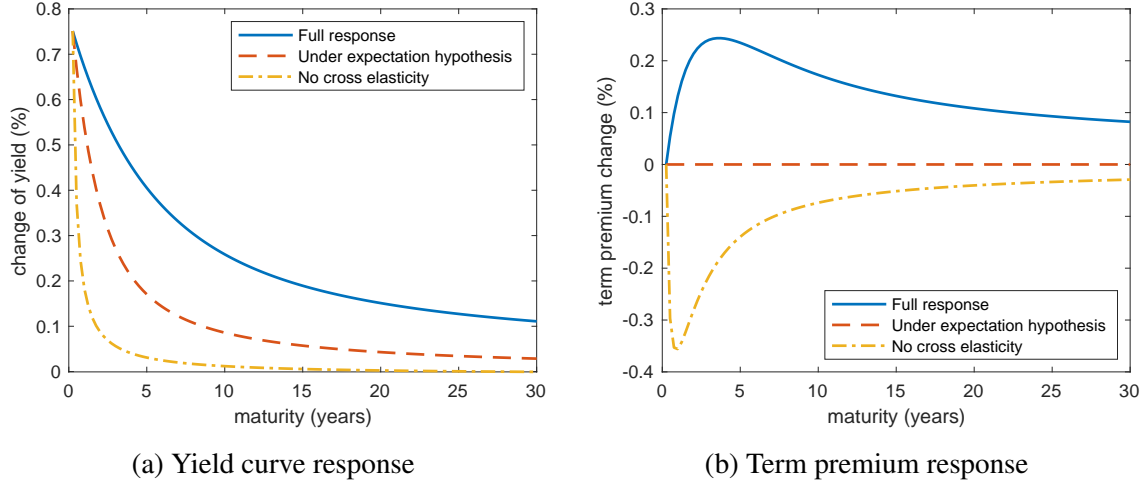 0.8
0.7
0.6
0.5
0.4
0.3
0.2
0.1
0
change of yield (%)
Full response
Under expectation hypothesis
No cross elasticity
0 5 10 15 20 25 30
maturity (years)
(a) Yield curve response
0.3
0.2
0.1
0
-0.1
-0.2
-0.3
-0.4
term premium change (%)
Full response
Under expectation hypothesis
No cross elasticity
0 5 10 15 20 25 30
maturity (years)
(b) Term premium response